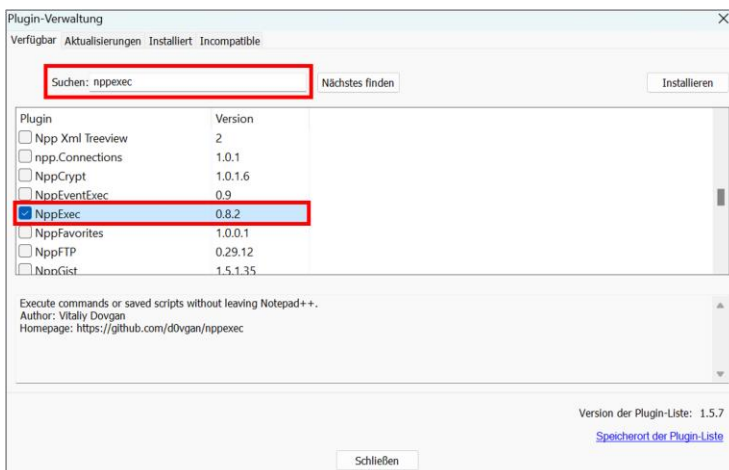 Plugin-Verwaltung
Verfügbar Aktualisierungen Installiert Incompatible
Suchen: nppexec Nächstes finden Installieren
Plugin Version
Npp Xml Treeview 2
npp.Connections 1.0.1
NppCrypt 1.0.1.6
NppEventExec 0.9
NppExec 0.8.2
NppFavorites 1.0.0.1
NppFTP 0.29.12
NppGist 1.5.1.35
Execute commands or saved scripts without leaving Notepad++.
Author: Vitaliy Dovgan
Homepage: https://github.com/d0vgan/nppexec
Version der Plugin-Liste: 1.5.7
Speicherort der Plugin-Liste
Schließen